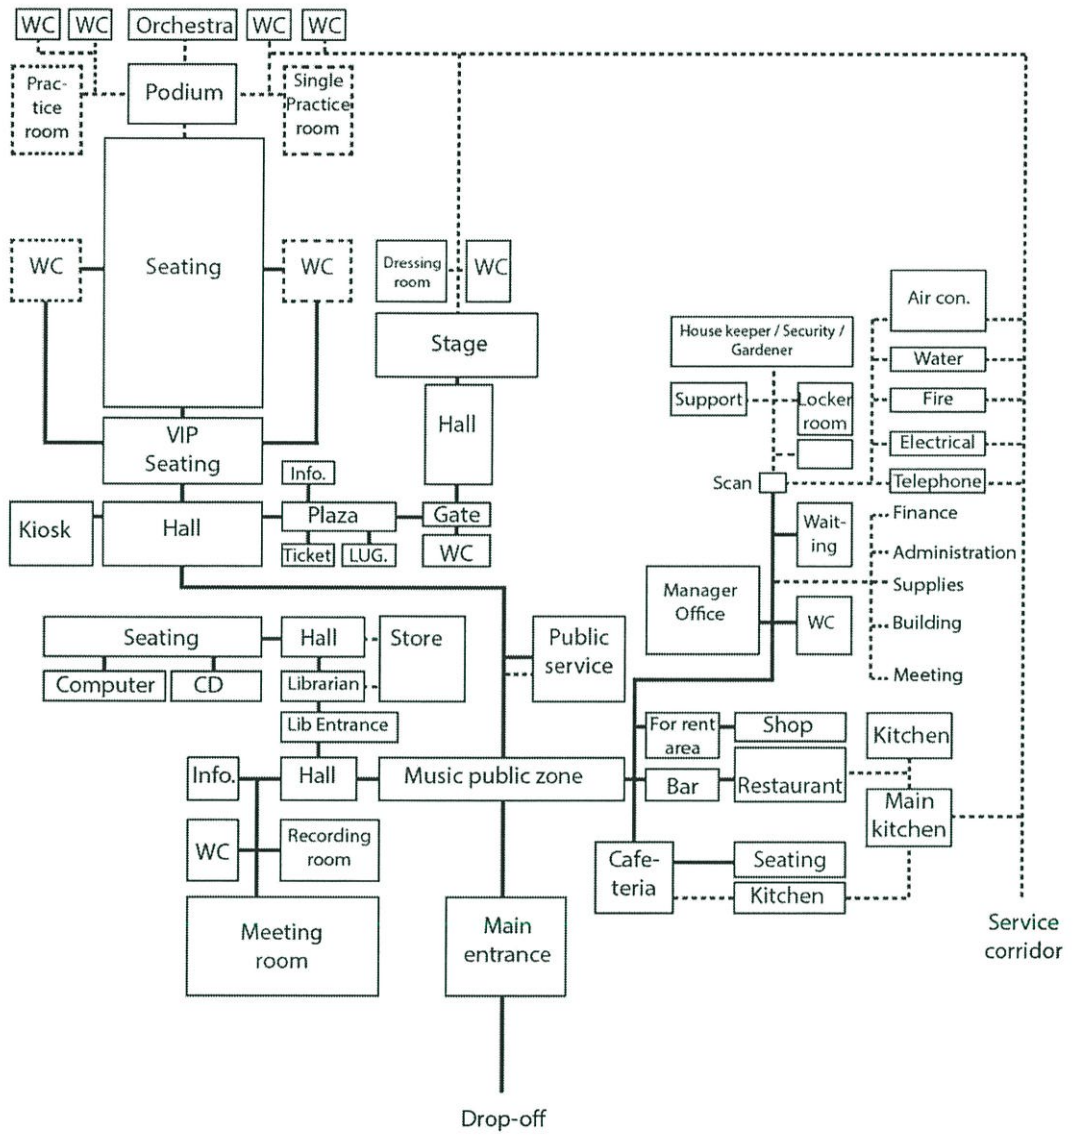 WC
WC
Orchestra
WC
WC
Prac-
tice
room
Podium
Single
Practice
room
WC
Seating
WC
Dressing
room
WC
Air con.
Stage
House keeper / Security /
Gardener
Water
Support
Locker
room
Fire
Hall
VIP
Seating
Electrical
Info.
Scan
Telephone
Kiosk
Hall
Plaza
Gate
Ticket
LUG.
WC
Wait-
ing
Finance
Administration
Supplies
Building
Meeting
Manager
Office
WC
Seating
Hall
Store
Public
service
Computer
CD
Librarian
Lib Entrance
For rent
area
Shop
Kitchen
Info.
Hall
Music public zone
Bar
Restaurant
Main
kitchen
WC
Recording
room
Cafe-
teria
Seating
Kitchen
Meeting
room
Main
entrance
Service
corridor
Drop-off